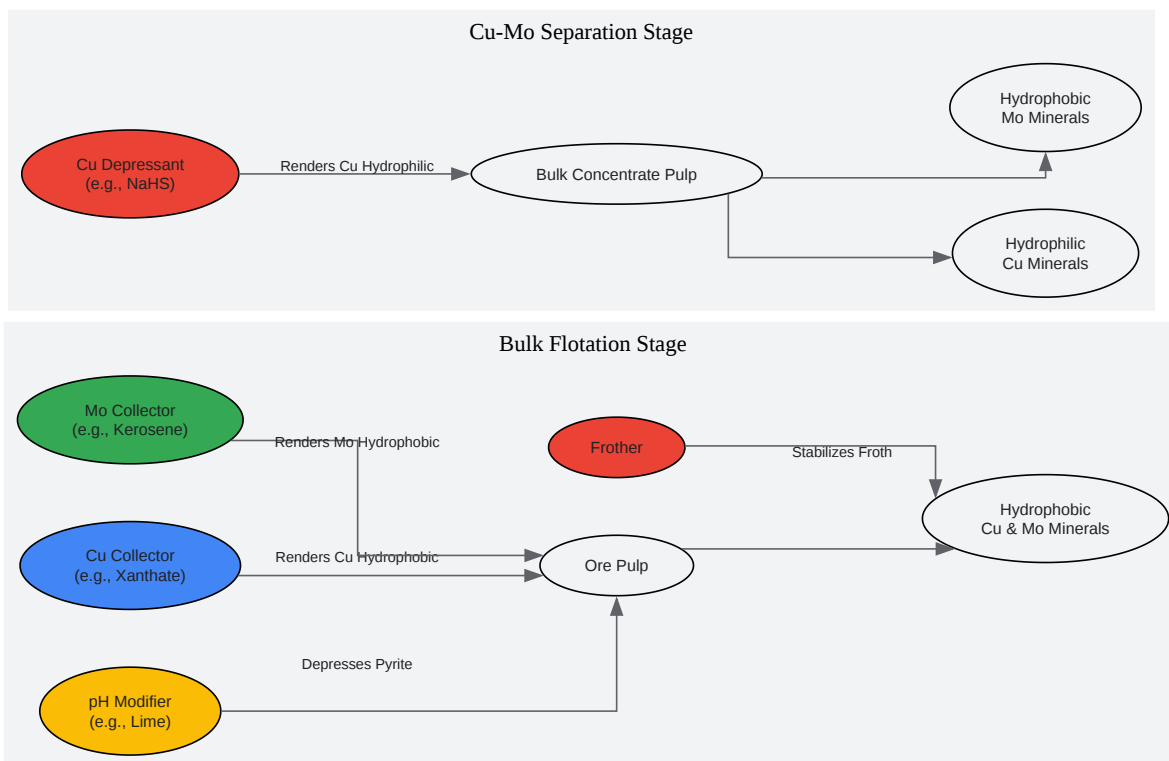 Cu-Mo Separation Stage
Cu Depressant
(e.g., NaHS)
Renders Cu Hydrophilic
Bulk Concentrate Pulp
Hydrophobic
Mo Minerals
Hydrophilic
Cu Minerals
Bulk Flotation Stage
Mo Collector
(e.g., Kerosene)
Renders Mo Hydrophobic
Frother
Stabilizes Froth
Hydrophobic
Cu & Mo Minerals
Cu Collector
(e.g., Xanthate)
Renders Cu Hydrophobic
Ore Pulp
Depresses Pyrite
pH Modifier
(e.g., Lime)